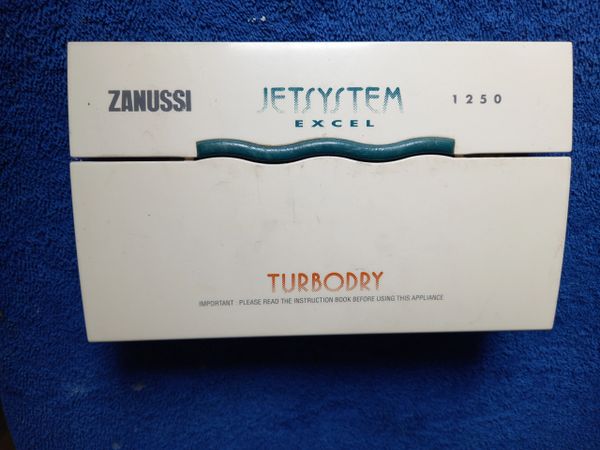 ZANUSSI JETSYSTEM 1250
EXCEL
TURBODRY
IMPORTANT : PLEASE READ THE INSTRUCTION BOOK BEFORE USING THIS APPLIANCE